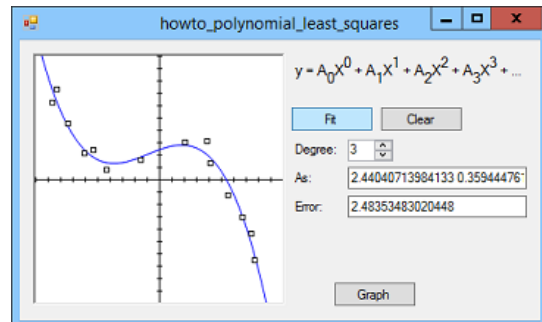 howto_polynomial_least_squares
y = A0X0 + A1X1 + A2X2 + A3X3 + ...
Fit Clear
Degree: 3
As: 2.44040713984133 0.35944476
Error: 2.48353483020448
Graph